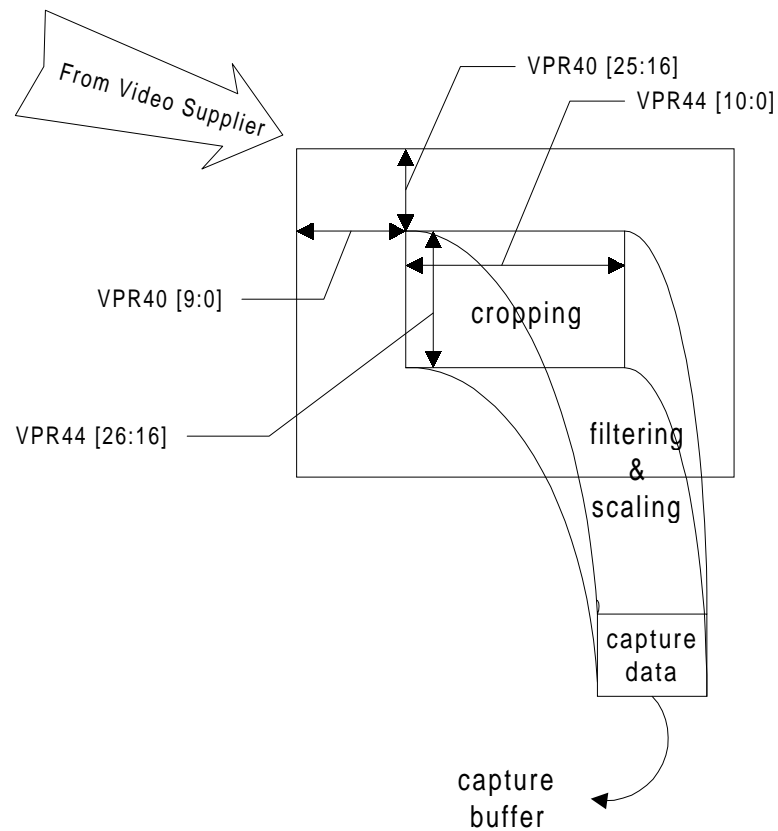 From Video Supplier
VPR40 [25:16]
VPR44 [10:0]
VPR40 [9:0]
cropping
VPR44 [26:16]
filtering
&
scaling
capture
data
capture
buffer